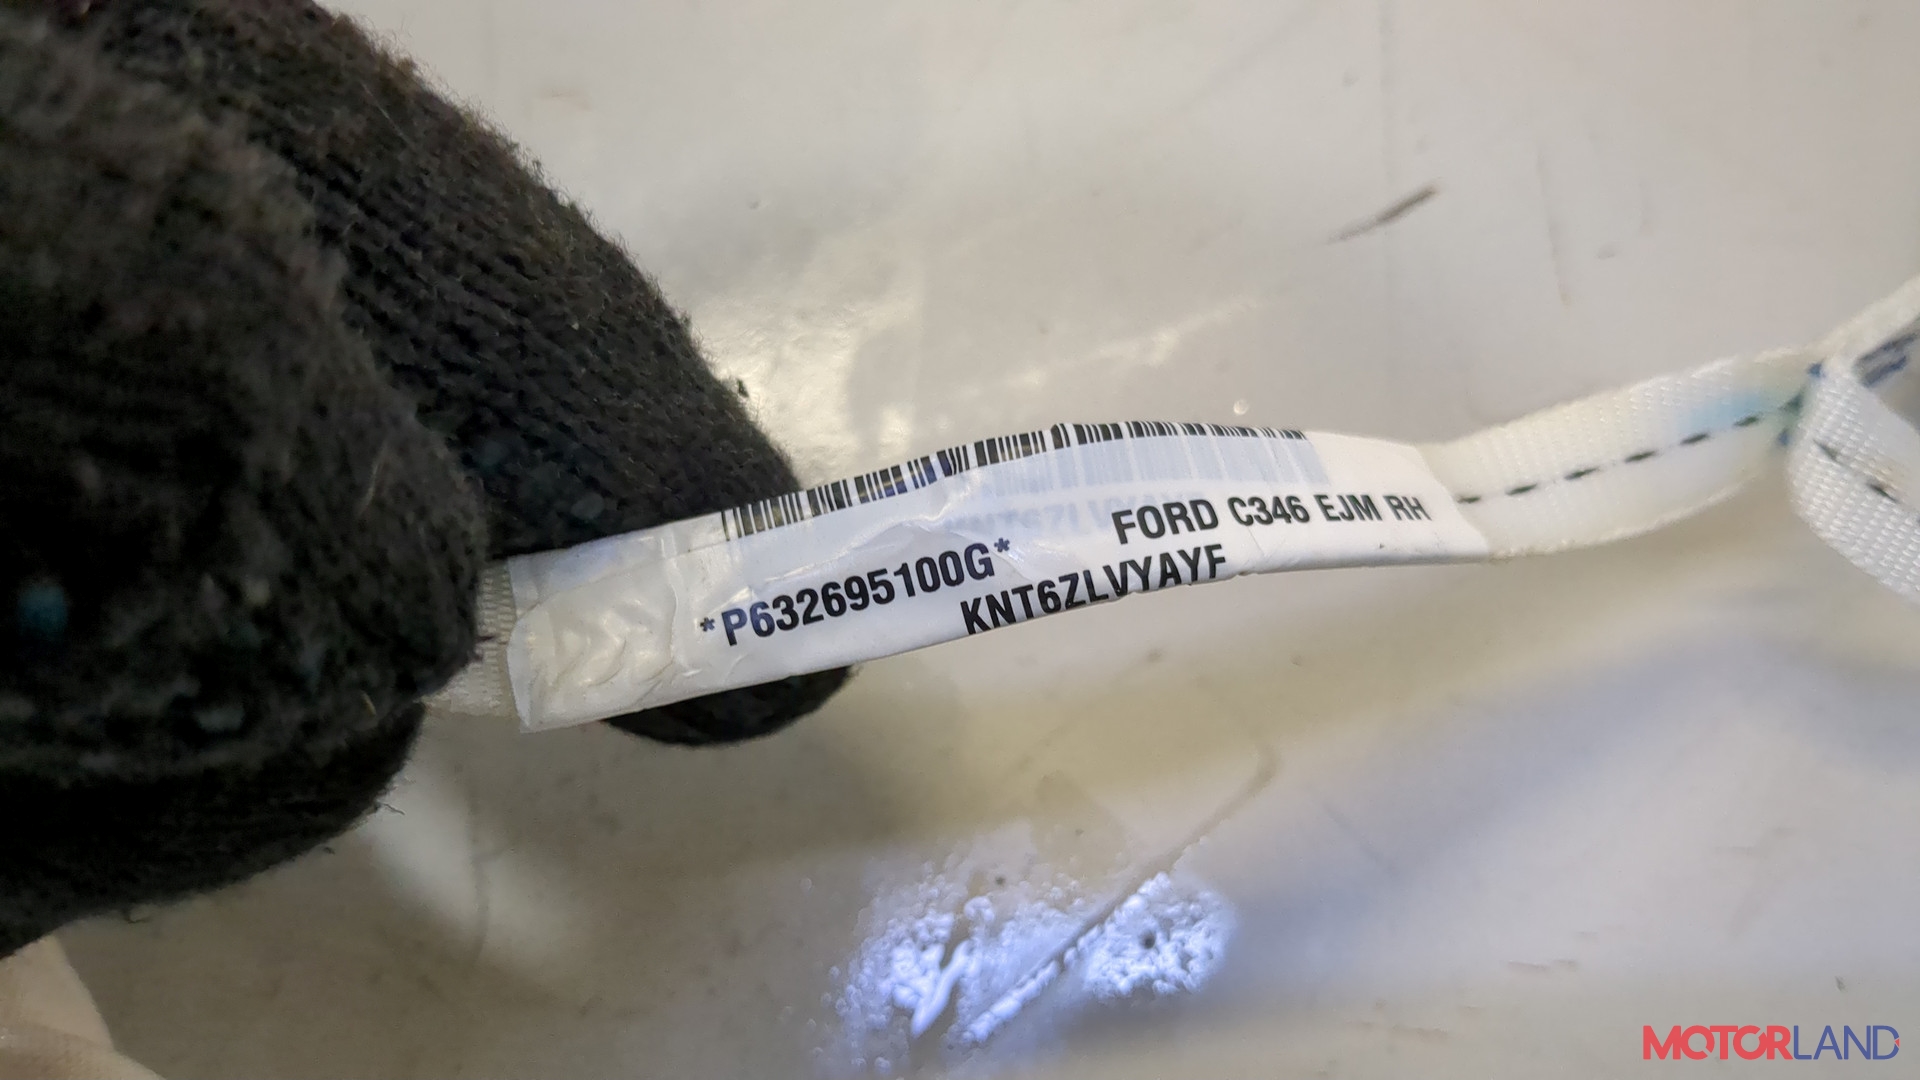 *P632695100G*
FORD C346 EJM RH
KNT6ZLVYAYF
MOTORLAND